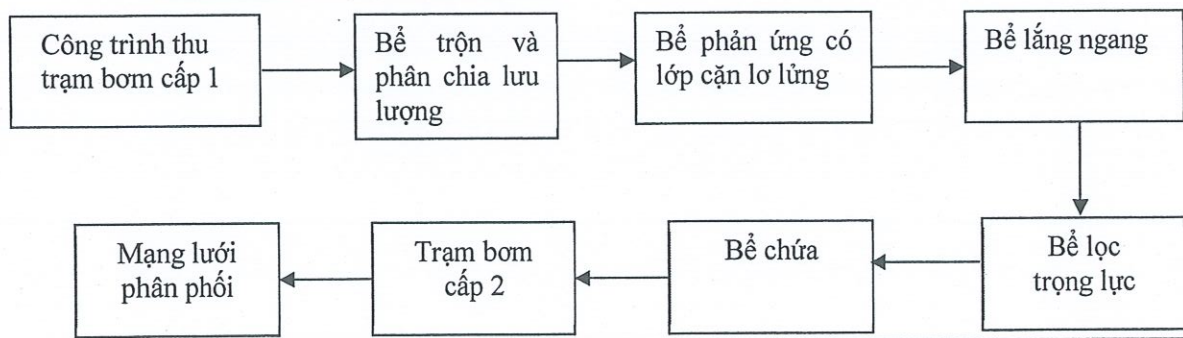 Công trình thu
trạm bơm cấp 1
Bể trộn và
phân chia lưu
lượng
Bể phản ứng có
lớp cặn lơ lửng
Bể lắng ngang
Bể lọc
trọng lực
Bể chứa
Trạm bơm
cấp 2
Mạng lưới
phân phối